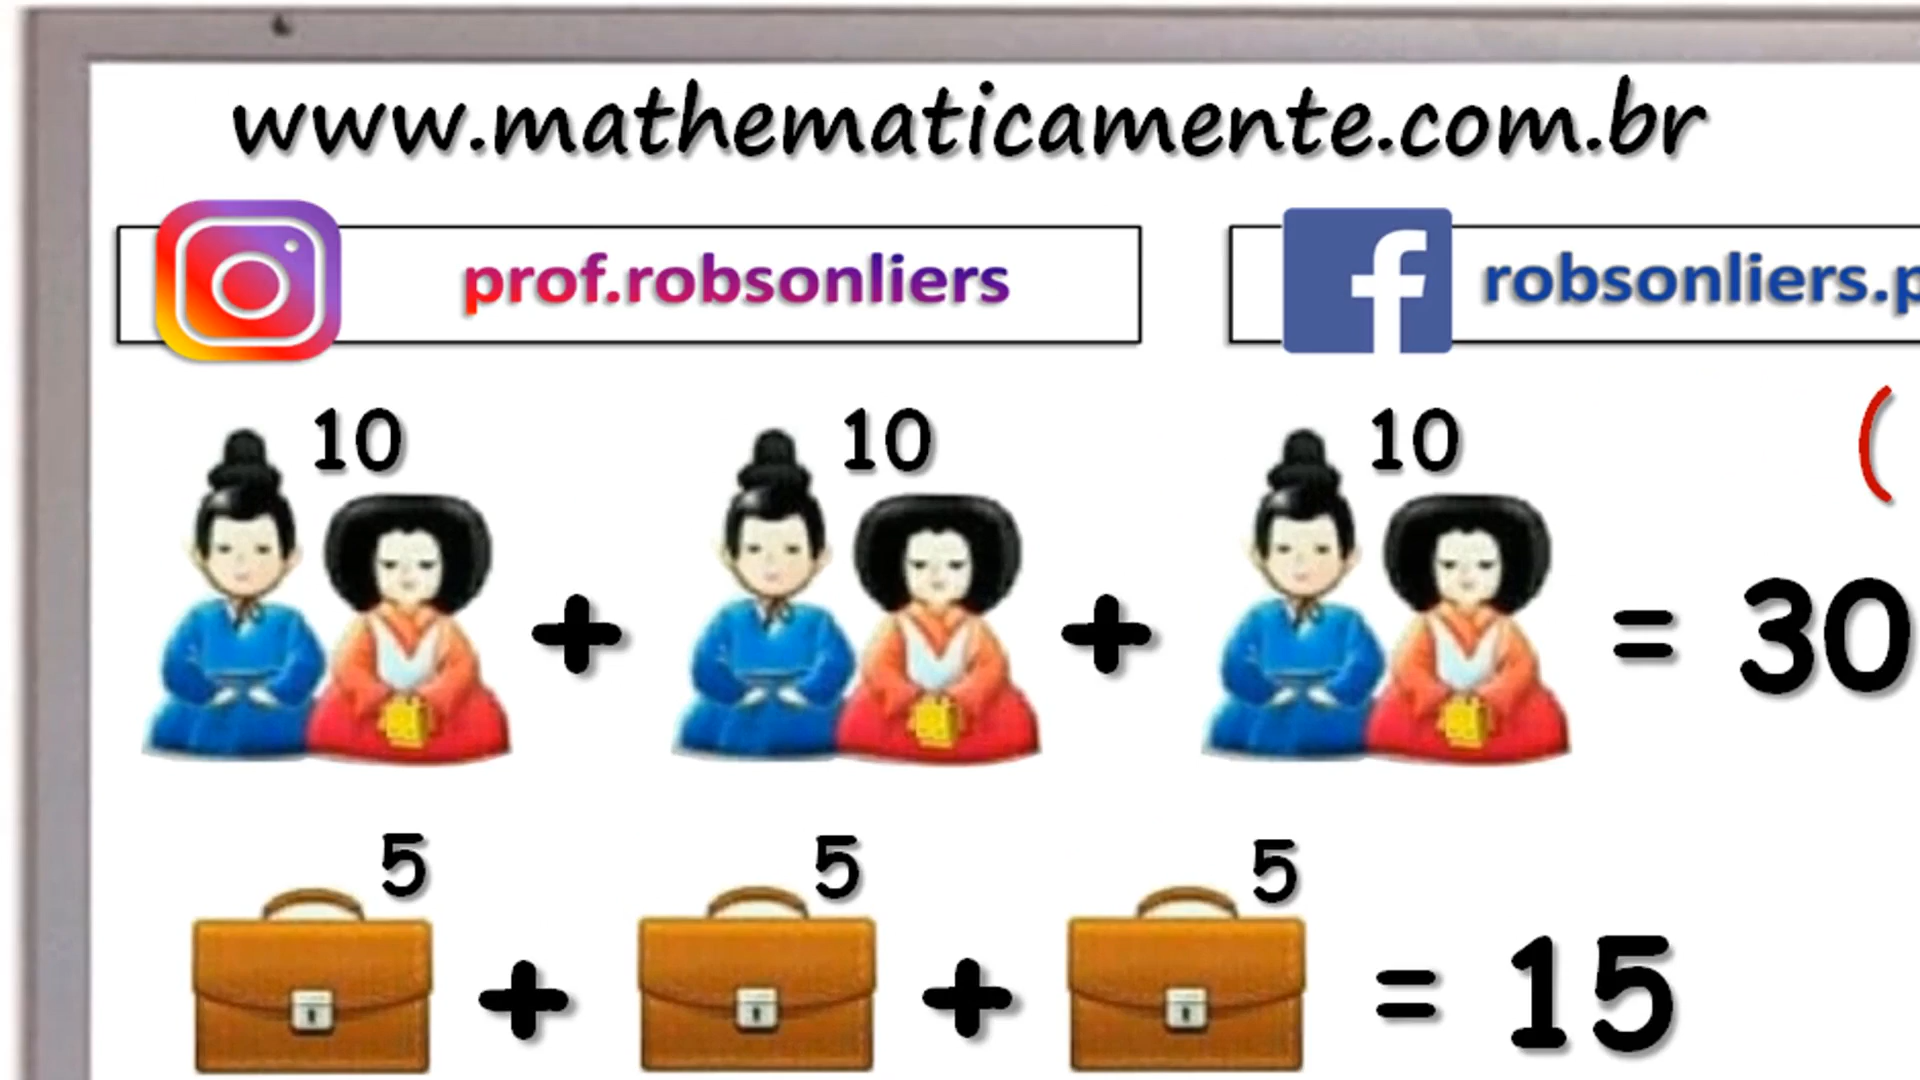 www.mathematicamente.com.br
prof.robsonliers
robsonliers.p
10 10 10
(
+ + = 30
5 5 5
+ + = 15